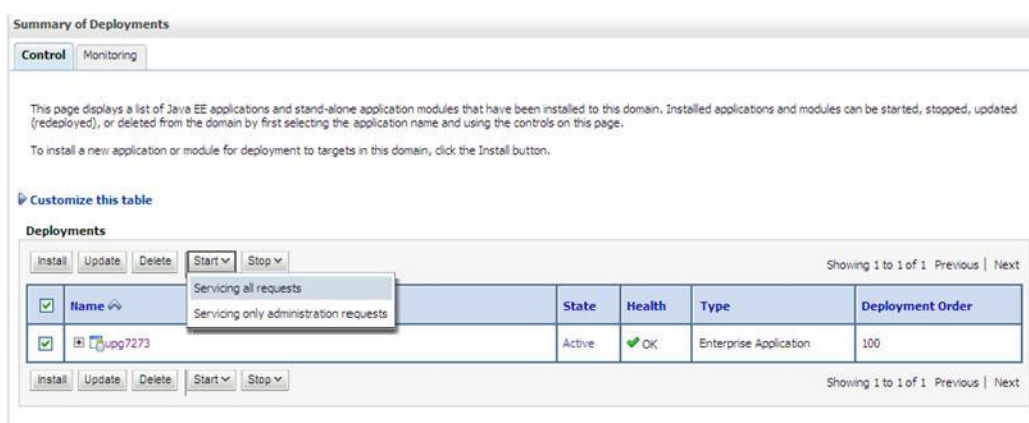 Summary of Deployments
Control Monitoring
This page displays a list of Java EE applications and stand-alone application modules that have been installed to this domain. Installed applications and modules can be started, stopped, updated
(redeployed), or deleted from the domain by first selecting the application name and using the controls on this page.
To install a new application or module for deployment to targets in this domain, click the Install button.
Customize this table
Deployments
Install Update Delete Start Stop Showing 1 to 1 of 1 Previous | Next
Servicing all requests
Servicing only administration requests
Name State Health Type Deployment Order
upg7273 Active OK Enterprise Application 100
Install Update Delete Start Stop Showing 1 to 1 of 1 Previous | Next